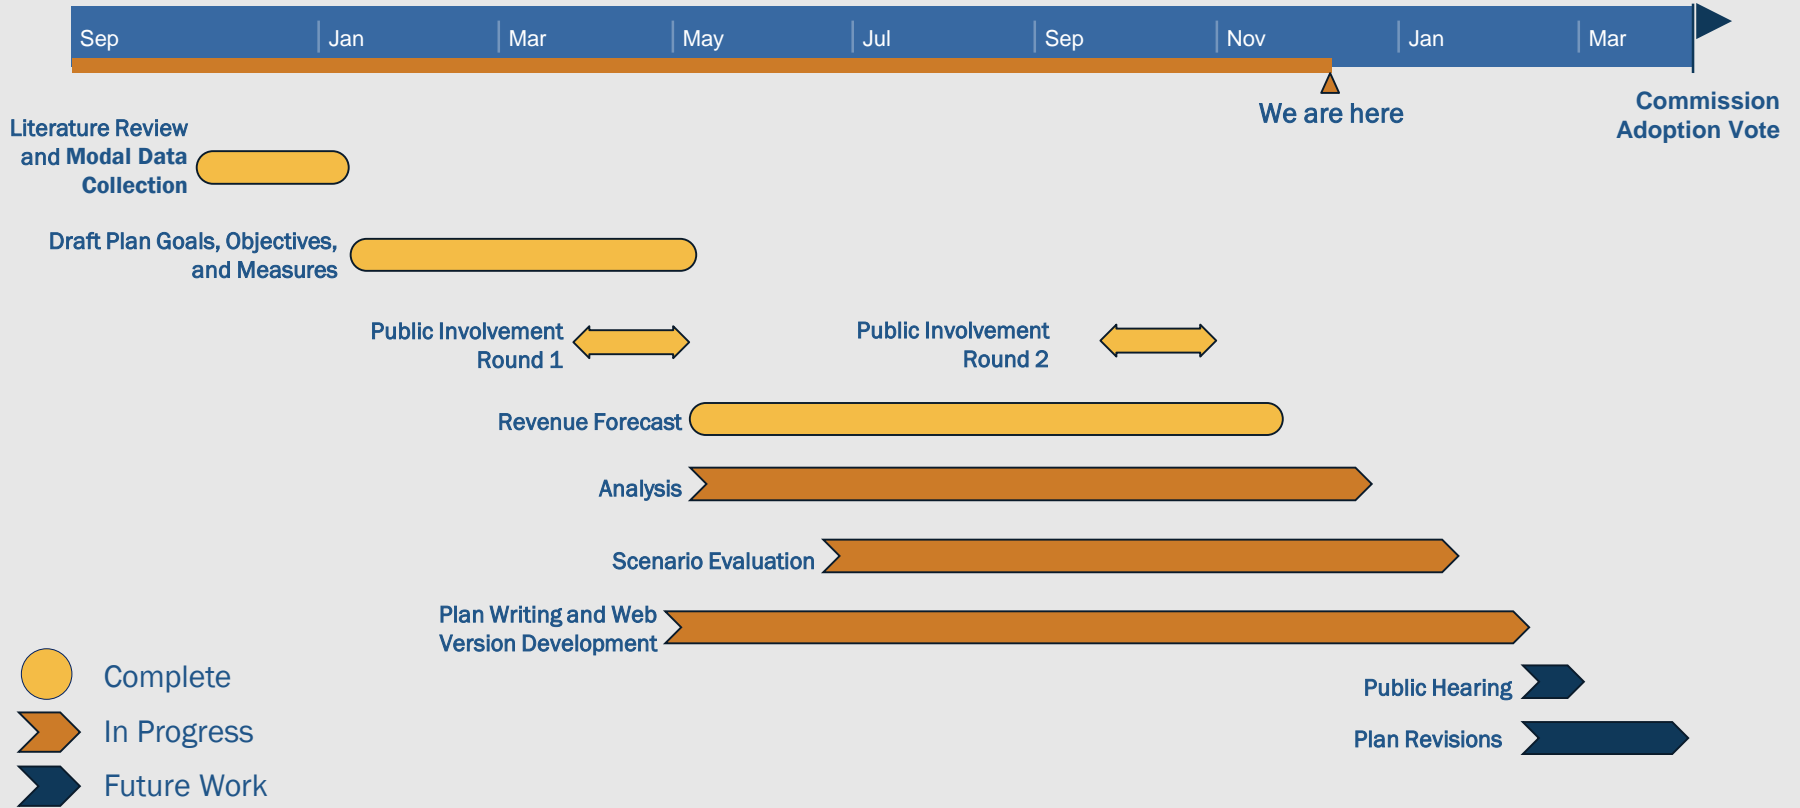 Sep
Jan
Mar
May
Jul
Sep
Nov
Jan
Mar
We are here
Commission
Adoption Vote
Literature Review
and Modal Data
Collection
Draft Plan Goals, Objectives,
and Measures
Public Involvement
Round 1
Public Involvement
Round 2
Revenue Forecast
Analysis
Scenario Evaluation
Plan Writing and Web
Version Development
Public Hearing
Plan Revisions
Complete
In Progress
Future Work